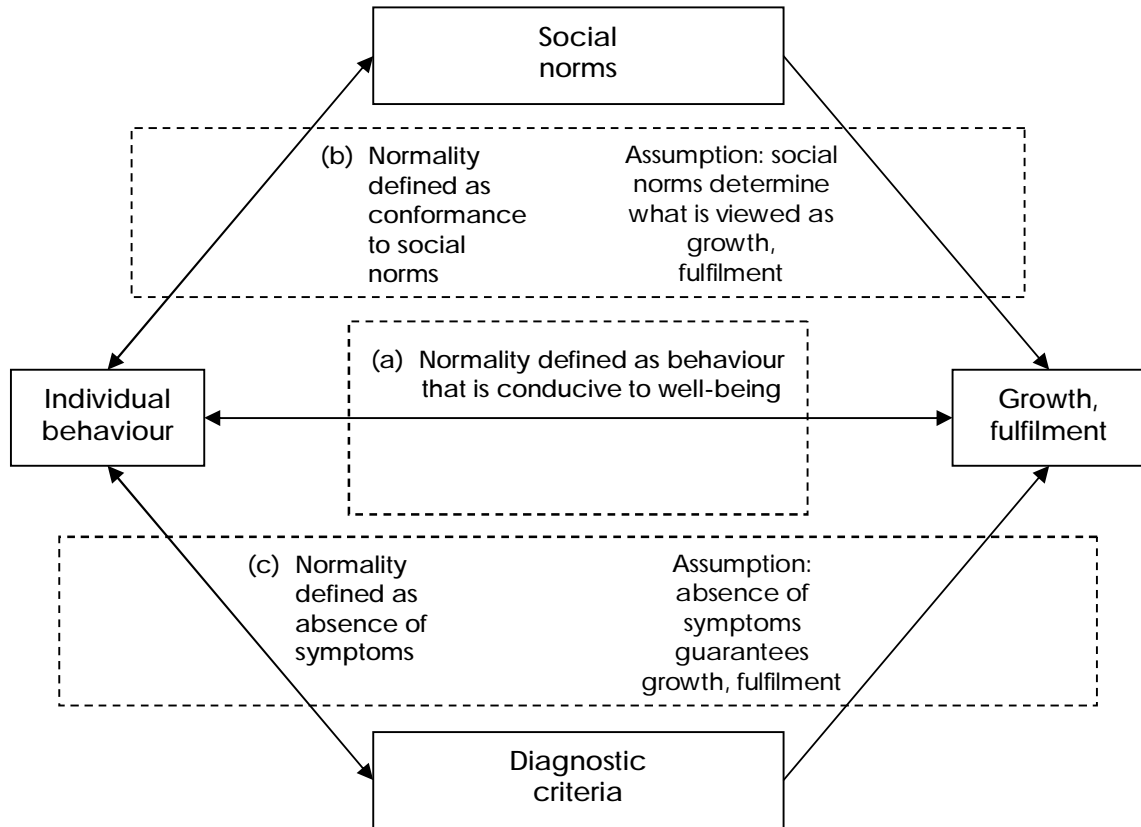 Social
norms
(b) Normality
defined as
conformance
to social
norms
Assumption: social
norms determine
what is viewed as
growth,
fulfilment
(a) Normality defined as behaviour
that is conducive to well-being
Individual
behaviour
Growth,
fulfilment
(c) Normality
defined as
absence of
symptoms
Assumption:
absence of
symptoms
guarantees
growth, fulfilment
Diagnostic
criteria